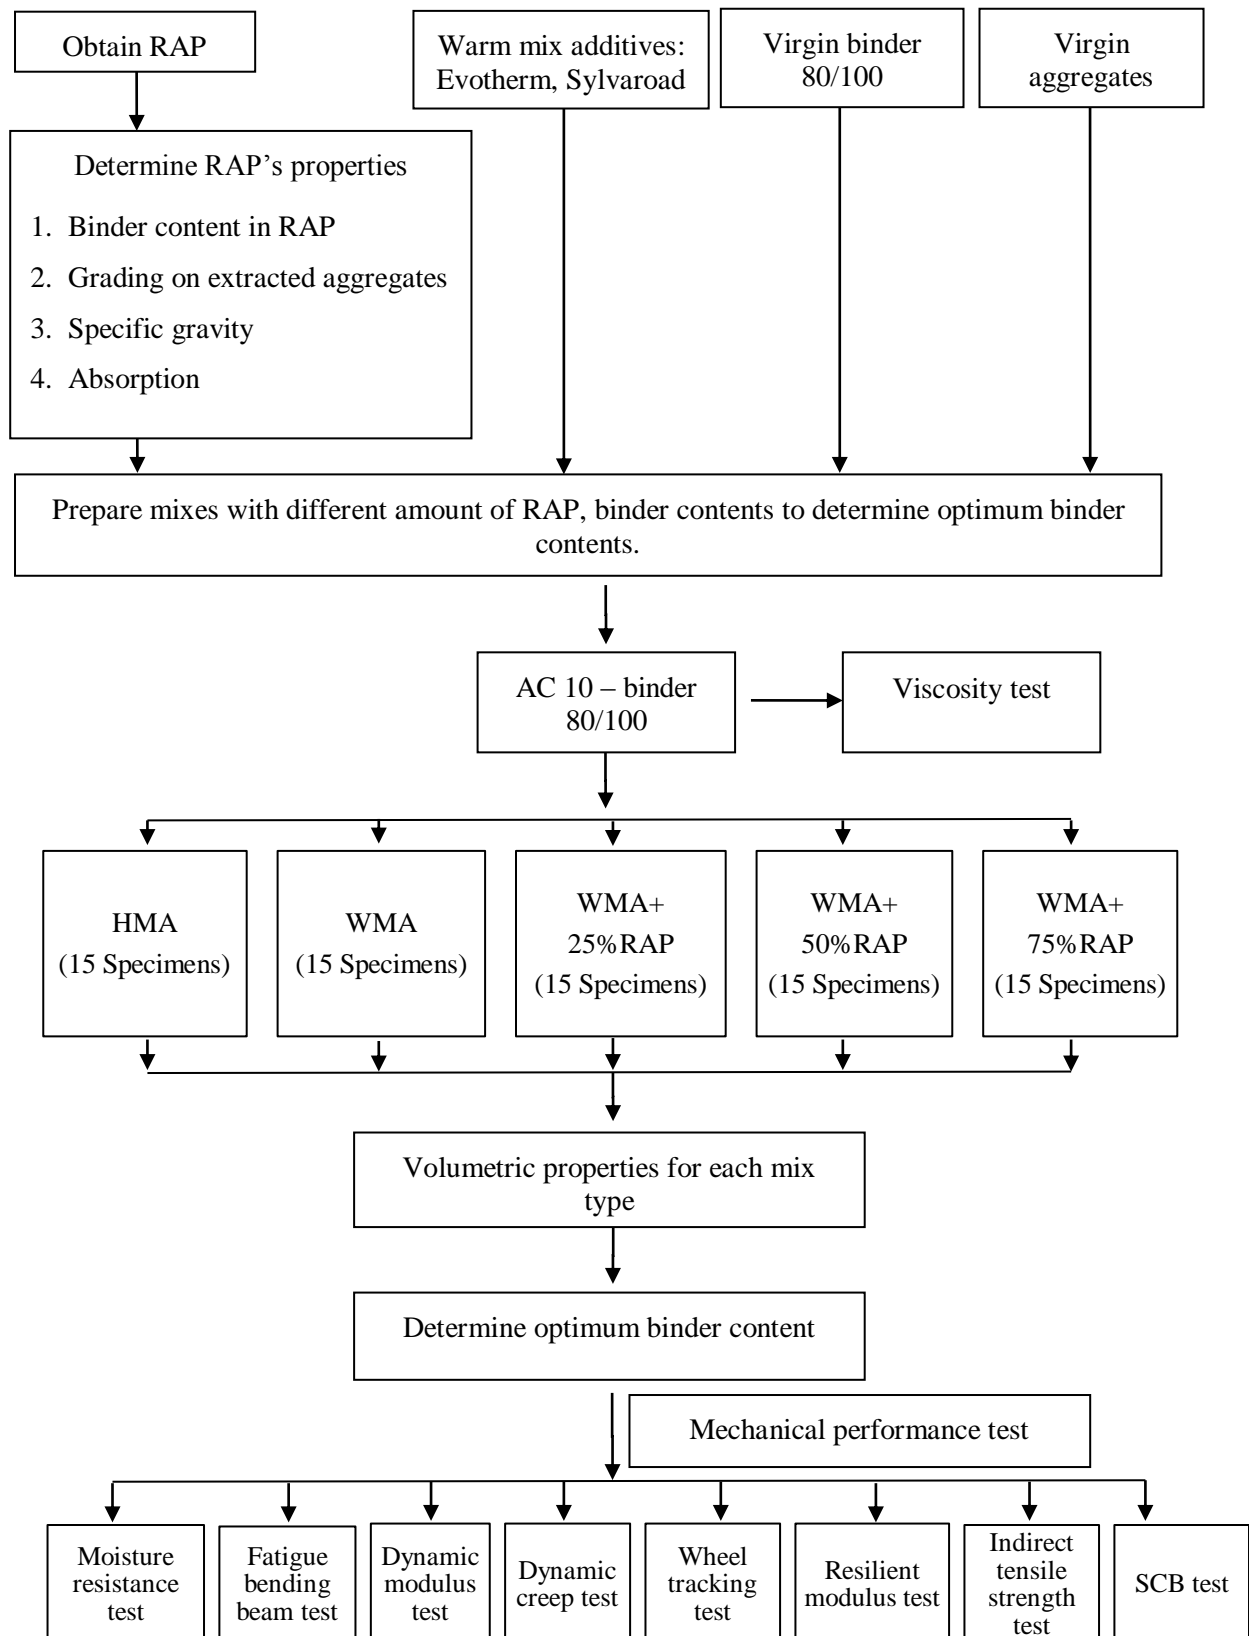 Obtain RAP
Warm mix additives:
Evotherm, Sylvaroad
Virgin binder
80/100
Virgin
aggregates
Determine RAP’s properties
1. Binder content in RAP
2. Grading on extracted aggregates
3. Specific gravity
4. Absorption
Prepare mixes with different amount of RAP, binder contents to determine optimum binder
contents.
AC 10 – binder
80/100
Viscosity test
HMA
(15 Specimens)
WMA
(15 Specimens)
WMA+
25%RAP
(15 Specimens)
WMA+
50%RAP
(15 Specimens)
WMA+
75%RAP
(15 Specimens)
Volumetric properties for each mix
type
Determine optimum binder content
Mechanical performance test
Moisture
resistance
test
Fatigue
bending
beam test
Dynamic
modulus
test
Dynamic
creep test
Wheel
tracking
test
Resilient
modulus test
Indirect
tensile
strength
test
SCB test